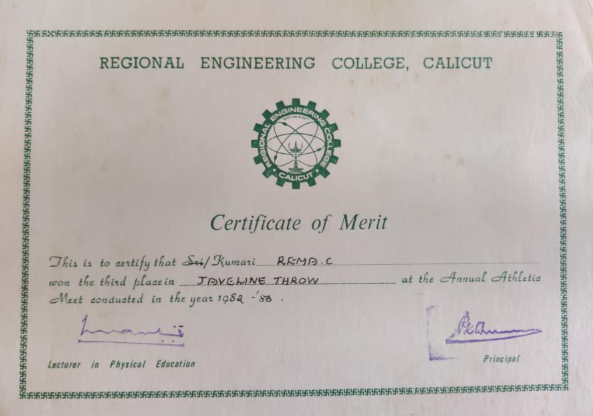 REGIONAL ENGINEERING COLLEGE, CALICUT
REGIONAL ENGINEERING COLLEGE
CALICUT
Certificate of Merit
This is to certify that Sri/Kumari REMA.C
won the third place in JAVELINE THROW at the Annual Athletic
Meet conducted in the year 1982 -'83.
Lecturer in Physical Education
Principal